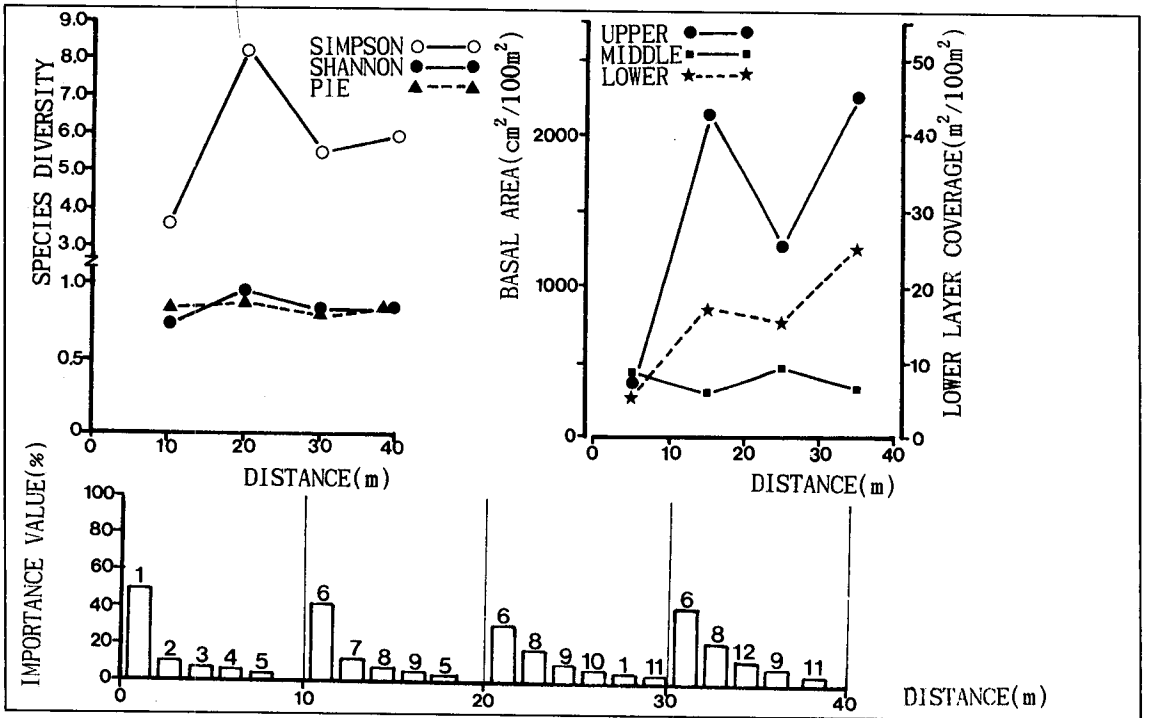 SPECIES DIVERSITY
9.0
8.0
7.0
6.0
5.0
4.0
3.0
1.0
0.5
0
SIMPSON
SHANNON
PIE
0 10 20 30 40
DISTANCE(m)
BASAL AREA(cm²/100m²)
2000
1000
0
UPPER
MIDDLE
LOWER
50
40
30
20
10
0
LOWER LAYER COVERAGE(m²/100m²)
0 10 20 30 40
DISTANCE(m)
IMPORTANCE VALUE(%)
100
80
60
40
20
0
1 2 3 4 5
6 7 8 9 5
6 8 9 10 1 11
6 8 12 9 11
0 10 20 30 40
DISTANCE(m)